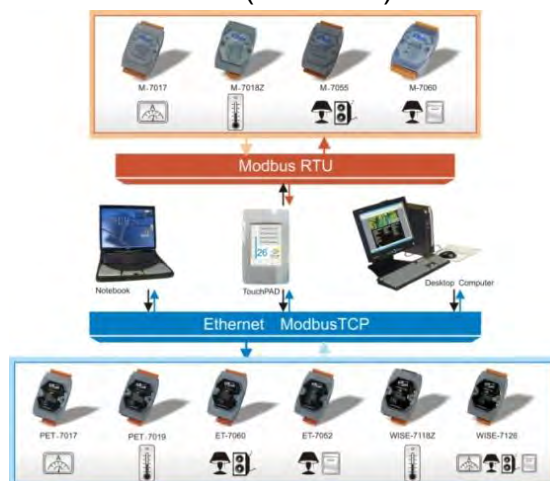 M-7017 M-7018Z M-7055 M-7060
Modbus RTU
Notebook TouchPAD Desktop Computer
26
Ethernet ModbusTCP
PET-7017 PET-7019 ET-7060 ET-7052 WISE-7118Z WISE-7126